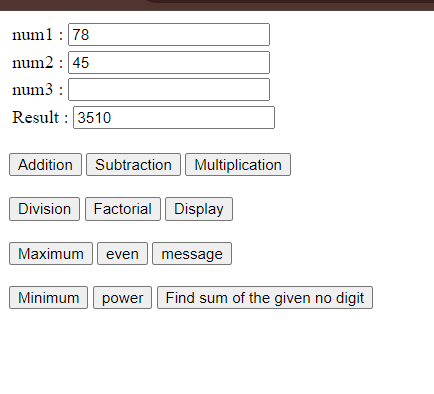 num1 : 78
num2 : 45
num3 :
Result : 3510
Addition Subtraction Multiplication
Division Factorial Display
Maximum even message
Minimum power Find sum of the given no digit